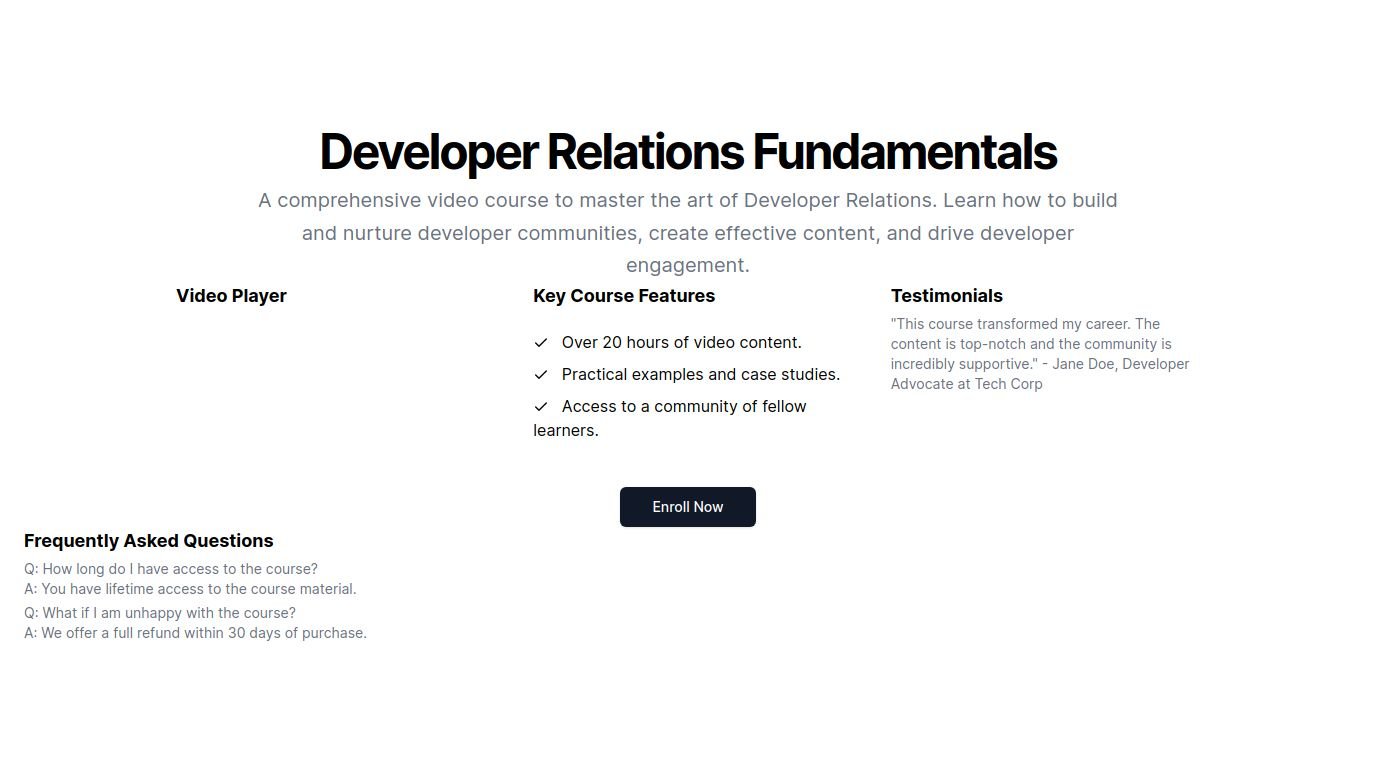 Developer Relations Fundamentals
A comprehensive video course to master the art of Developer Relations. Learn how to build
and nurture developer communities, create effective content, and drive developer
engagement.
Video Player
Key Course Features
Over 20 hours of video content.
Practical examples and case studies.
Access to a community of fellow
learners.
Testimonials
"This course transformed my career. The
content is top-notch and the community is
incredibly supportive." - Jane Doe, Developer
Advocate at Tech Corp
Enroll Now
Frequently Asked Questions
Q: How long do I have access to the course?
A: You have lifetime access to the course material.
Q: What if I am unhappy with the course?
A: We offer a full refund within 30 days of purchase.